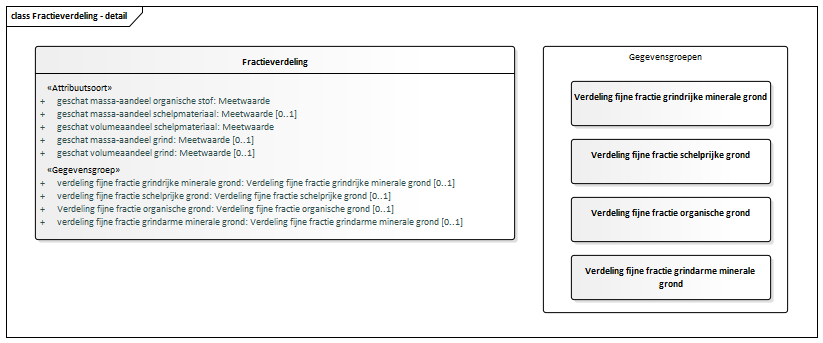 class Fractieverdeling - detail
Fractieverdeling
«Attribuutsoort»
+ geschat massa-aandeel organische stof: Meetwaarde
+ geschat massa-aandeel schelpmateriaal: Meetwaarde [0..1]
+ geschat volumeaandeel schelpmateriaal: Meetwaarde
+ geschat massa-aandeel grind: Meetwaarde [0..1]
+ geschat volumeaandeel grind: Meetwaarde [0..1]
«Gegevensgroep»
+ verdeling fijne fractie grindrijke minerale grond: Verdeling fijne fractie grindrijke minerale grond [0..1]
+ verdeling fijne fractie schelprijke grond: Verdeling fijne fractie schelprijke grond [0..1]
+ Verdeling fijne fractie organische grond: Verdeling fijne fractie organische grond [0..1]
+ verdeling fijne fractie grindarme minerale grond: Verdeling fijne fractie grindarme minerale grond [0..1]
Gegevensgroepen
Verdeling fijne fractie grindrijke minerale grond
Verdeling fijne fractie schelprijke grond
Verdeling fijne fractie organische grond
Verdeling fijne fractie grindarme minerale
grond